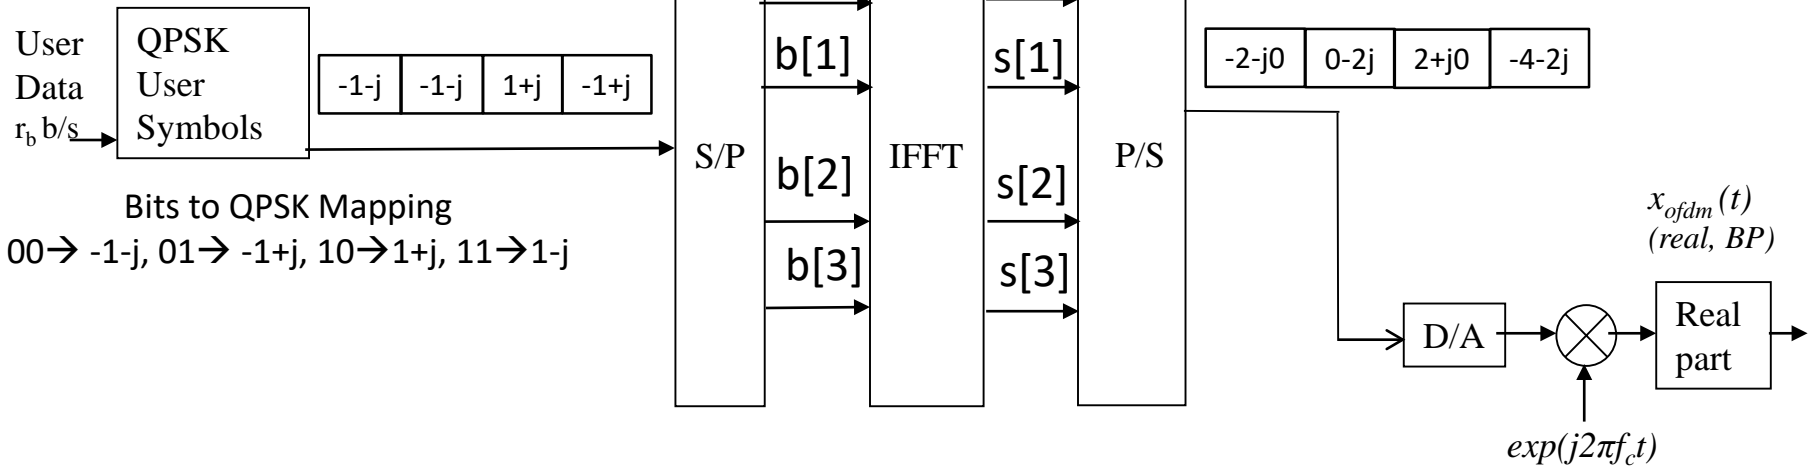 User
Data
r_b b/s
QPSK
User
Symbols
-1-j -1-j 1+j -1+j
Bits to QPSK Mapping
00→ -1-j, 01→ -1+j, 10→1+j, 11→1-j
S/P
b[1]
b[2]
b[3]
IFFT
s[1]
s[2]
s[3]
P/S
-2-j0 0-2j 2+j0 -4-2j
D/A
exp(j2πf_ct)
x_ofdm(t)
(real, BP)
Real
part